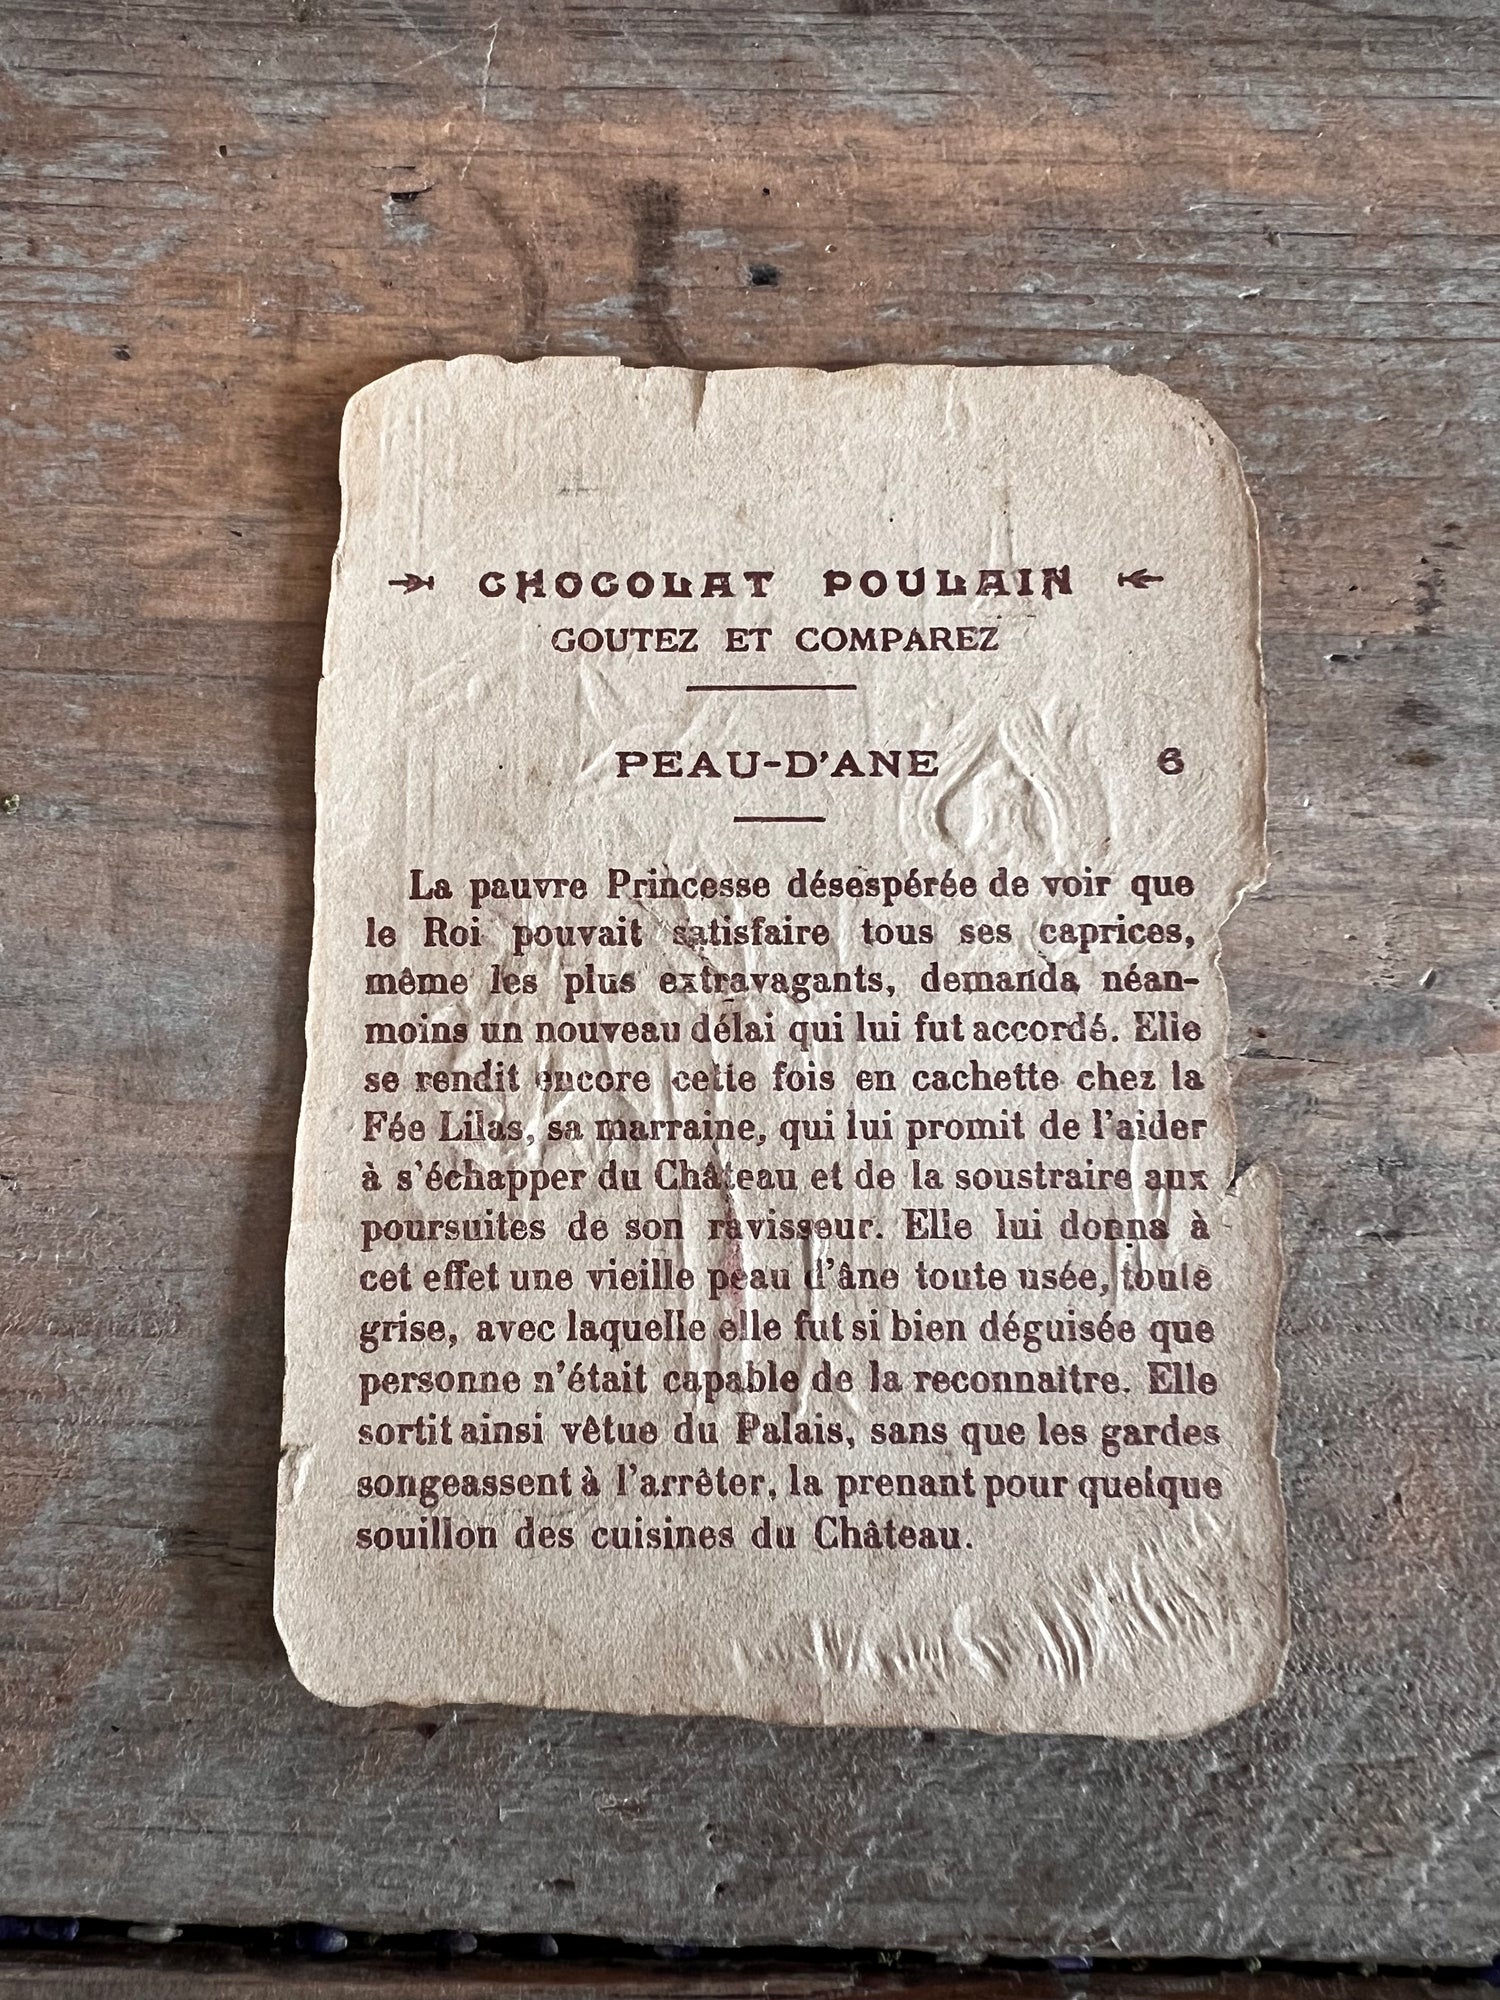 CHOCOLAT POULAIN
GOUTEZ ET COMPAREZ
PEAU-D'ANE 6
La pauvre Princesse désespérée de voir que
le Roi pouvait satisfaire tous ses caprices,
même les plus extravagants, demanda néan-
moins un nouveau délai qui lui fut accordé. Elle
se rendit encore cette fois en cachette chez la
Fée Lilas, sa marraine, qui lui promit de l'aider
à s'échapper du Château et de la soustraire aux
poursuites de son ravisseur. Elle lui donna à
cet effet une vieille peau d'âne toute usée, toute
grise, avec laquelle elle fut si bien déguisée que
personne n'était capable de la reconnaitre. Elle
sortit ainsi vêtue du Palais, sans que les gardes
songeassent à l'arrêter, la prenant pour quelque
souillon des cuisines du Château.